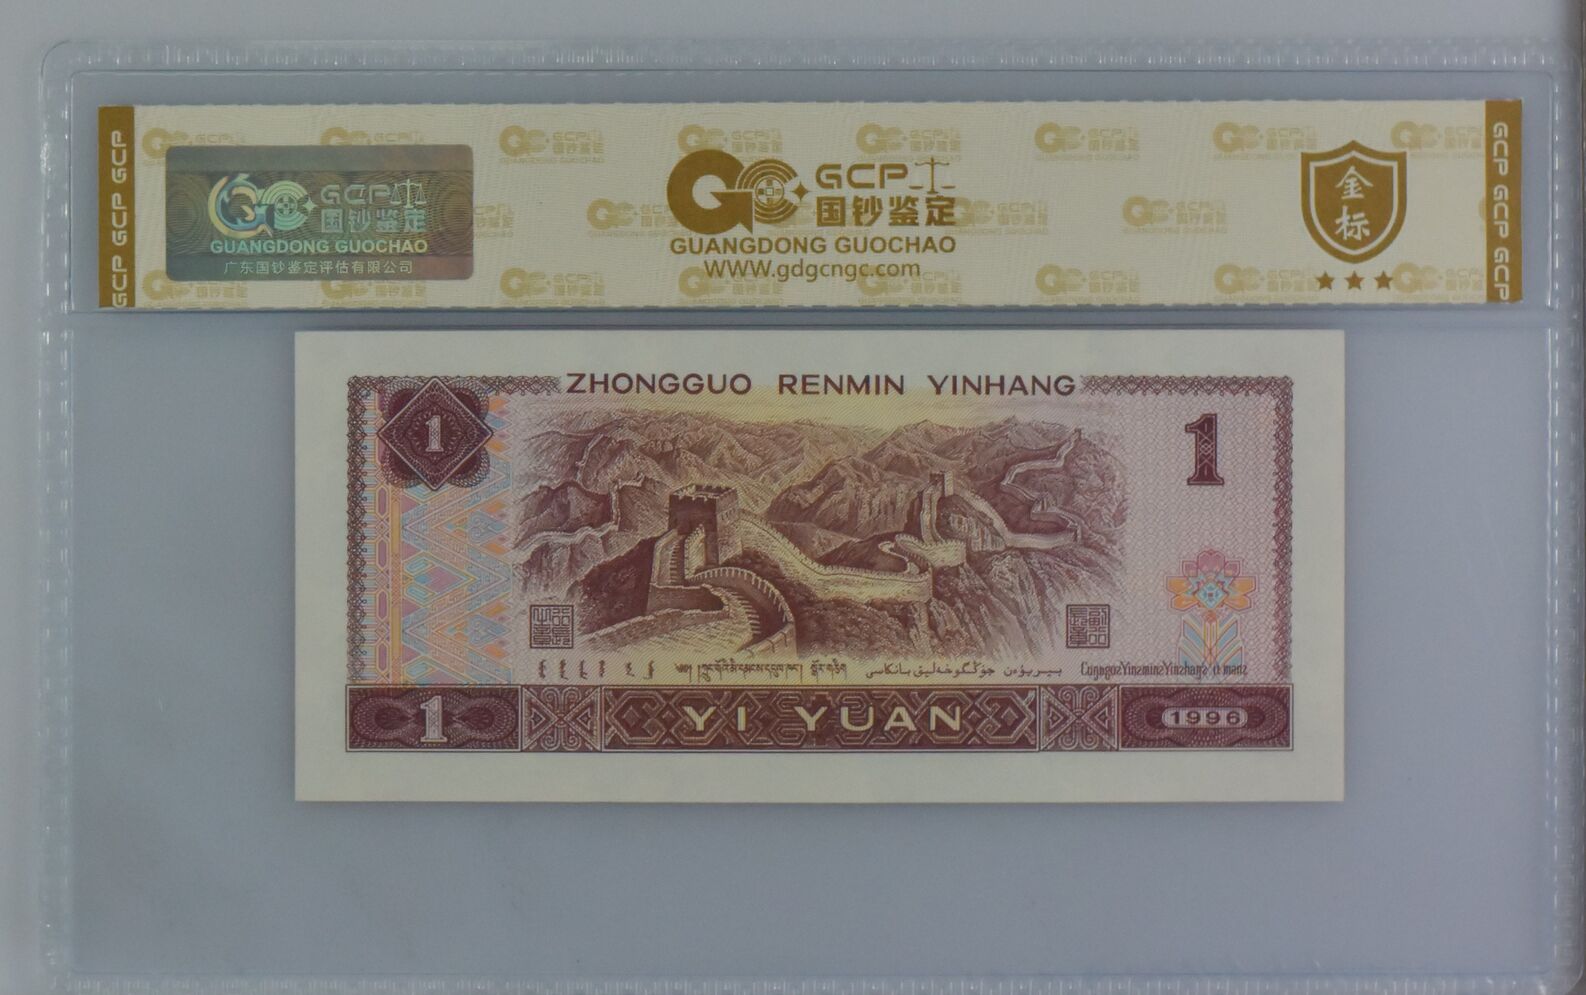 GCP GCP GCP
GCP
国钞鉴定
GUANGDONG GUOCHAO
广东国钞鉴定评估有限公司
GCP
国钞鉴定
GUANGDONG GUOCHAO
WWW.gdgcngc.com
金
标
GCP GCP GCP
ZHONGGUO RENMIN YINHANG
1
1
1
YI YUAN
1996